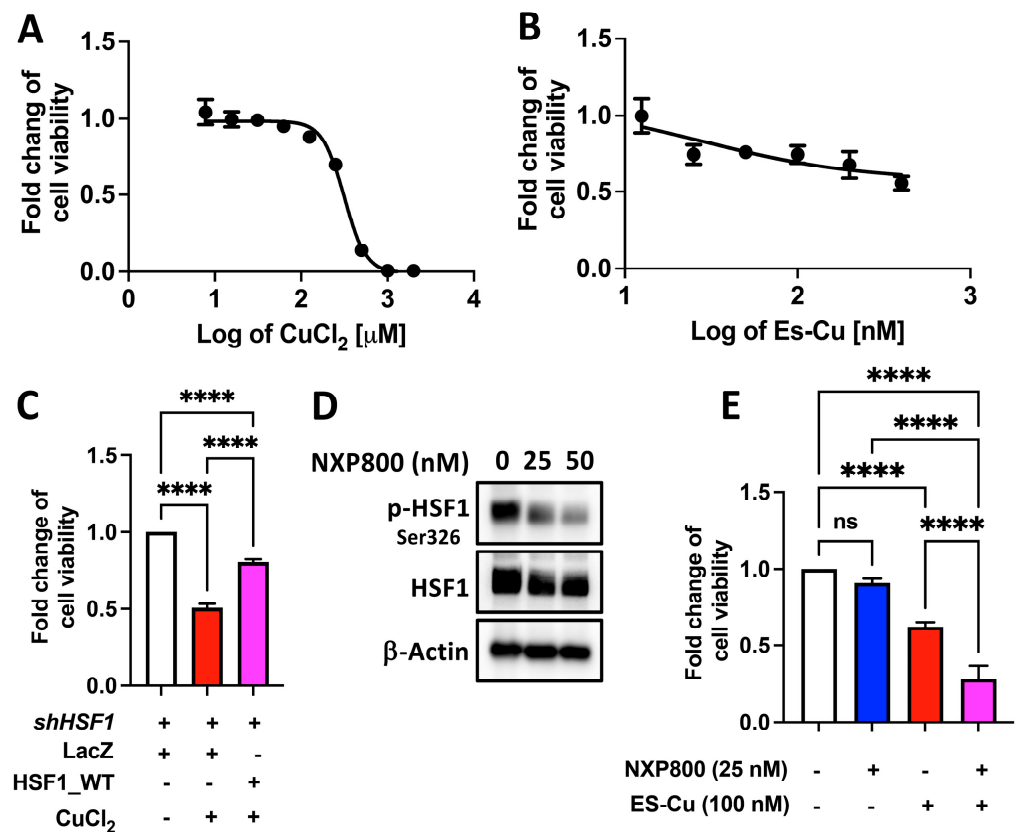 A
Fold chang of
cell viability
1.5
1.0
0.5
0.0
0 1 2 3 4
Log of CuCl2 [μM]
B
Fold chang of
cell viability
1.5
1.0
0.5
0.0
1 2 3
Log of Es-Cu [nM]
C
****
****
****
Fold change of
cell viability
1.5
1.0
0.5
0.0
shHSF1 + + +
LacZ + + -
HSF1_WT - - +
CuCl2 - + +
D
NXP800 (nM) 0 25 50
p-HSF1
Ser326
HSF1
β-Actin
E
****
****
****
ns ****
Fold change of
cell viability
1.5
1.0
0.5
0.0
NXP800 (25 nM) - + - +
ES-Cu (100 nM) - - + +